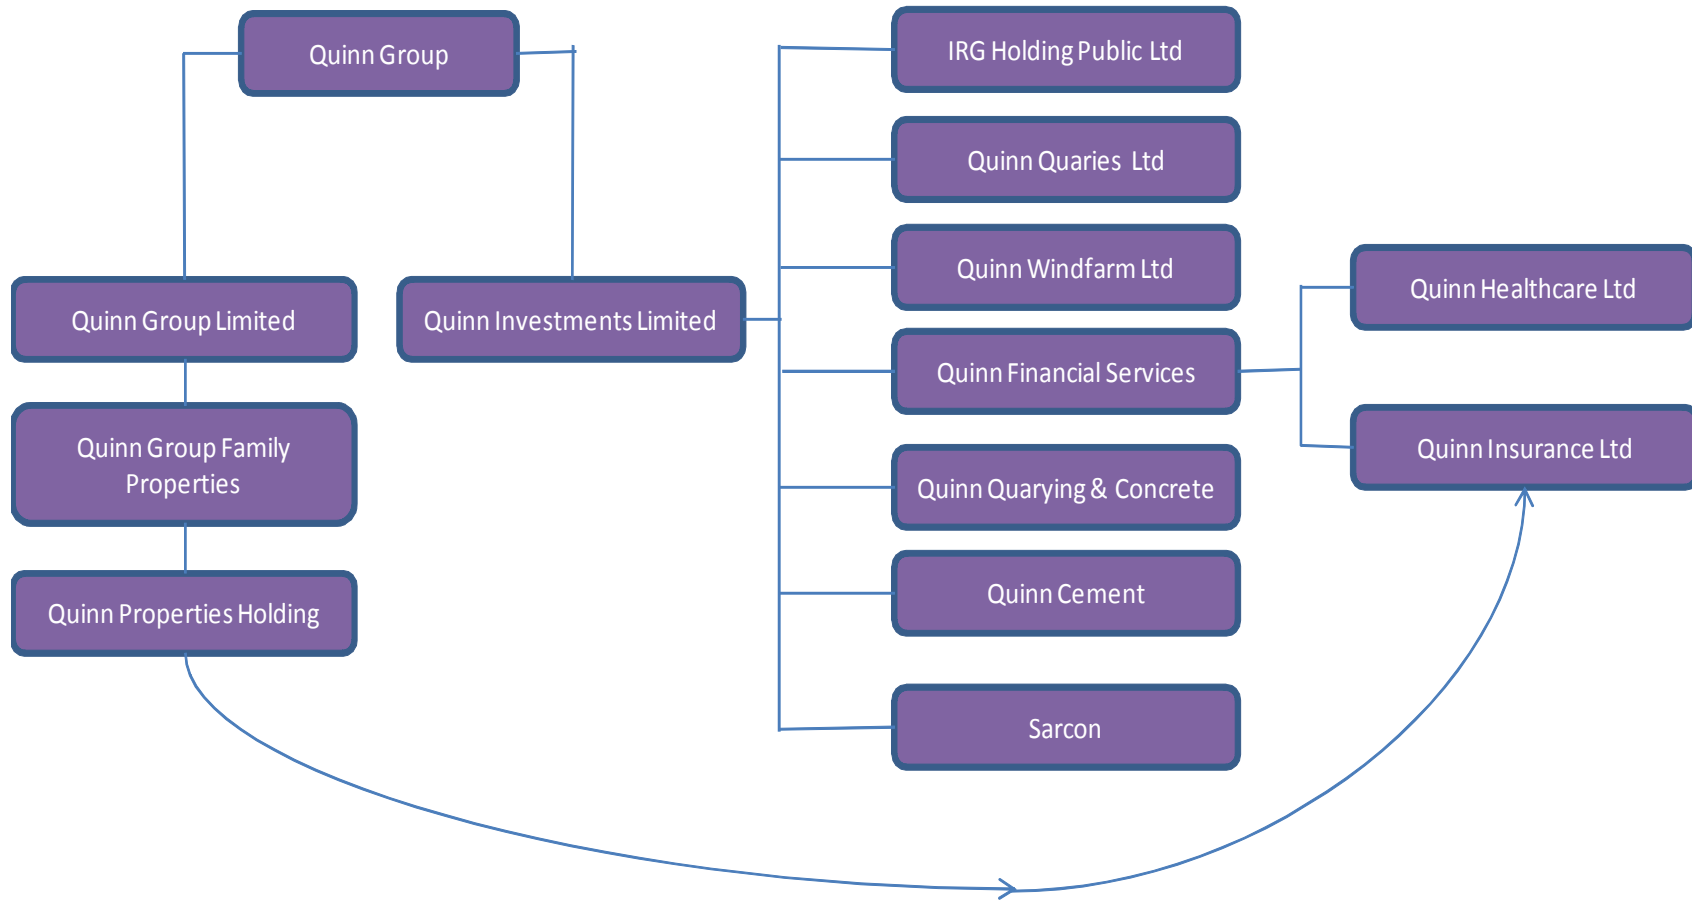 Quinn Group
Quinn Group Limited
Quinn Investments Limited
Quinn Group Family
Properties
Quinn Properties Holding
IRG Holding Public Ltd
Quinn Quaries Ltd
Quinn Windfarm Ltd
Quinn Financial Services
Quinn Quarying & Concrete
Quinn Cement
Sarcon
Quinn Healthcare Ltd
Quinn Insurance Ltd